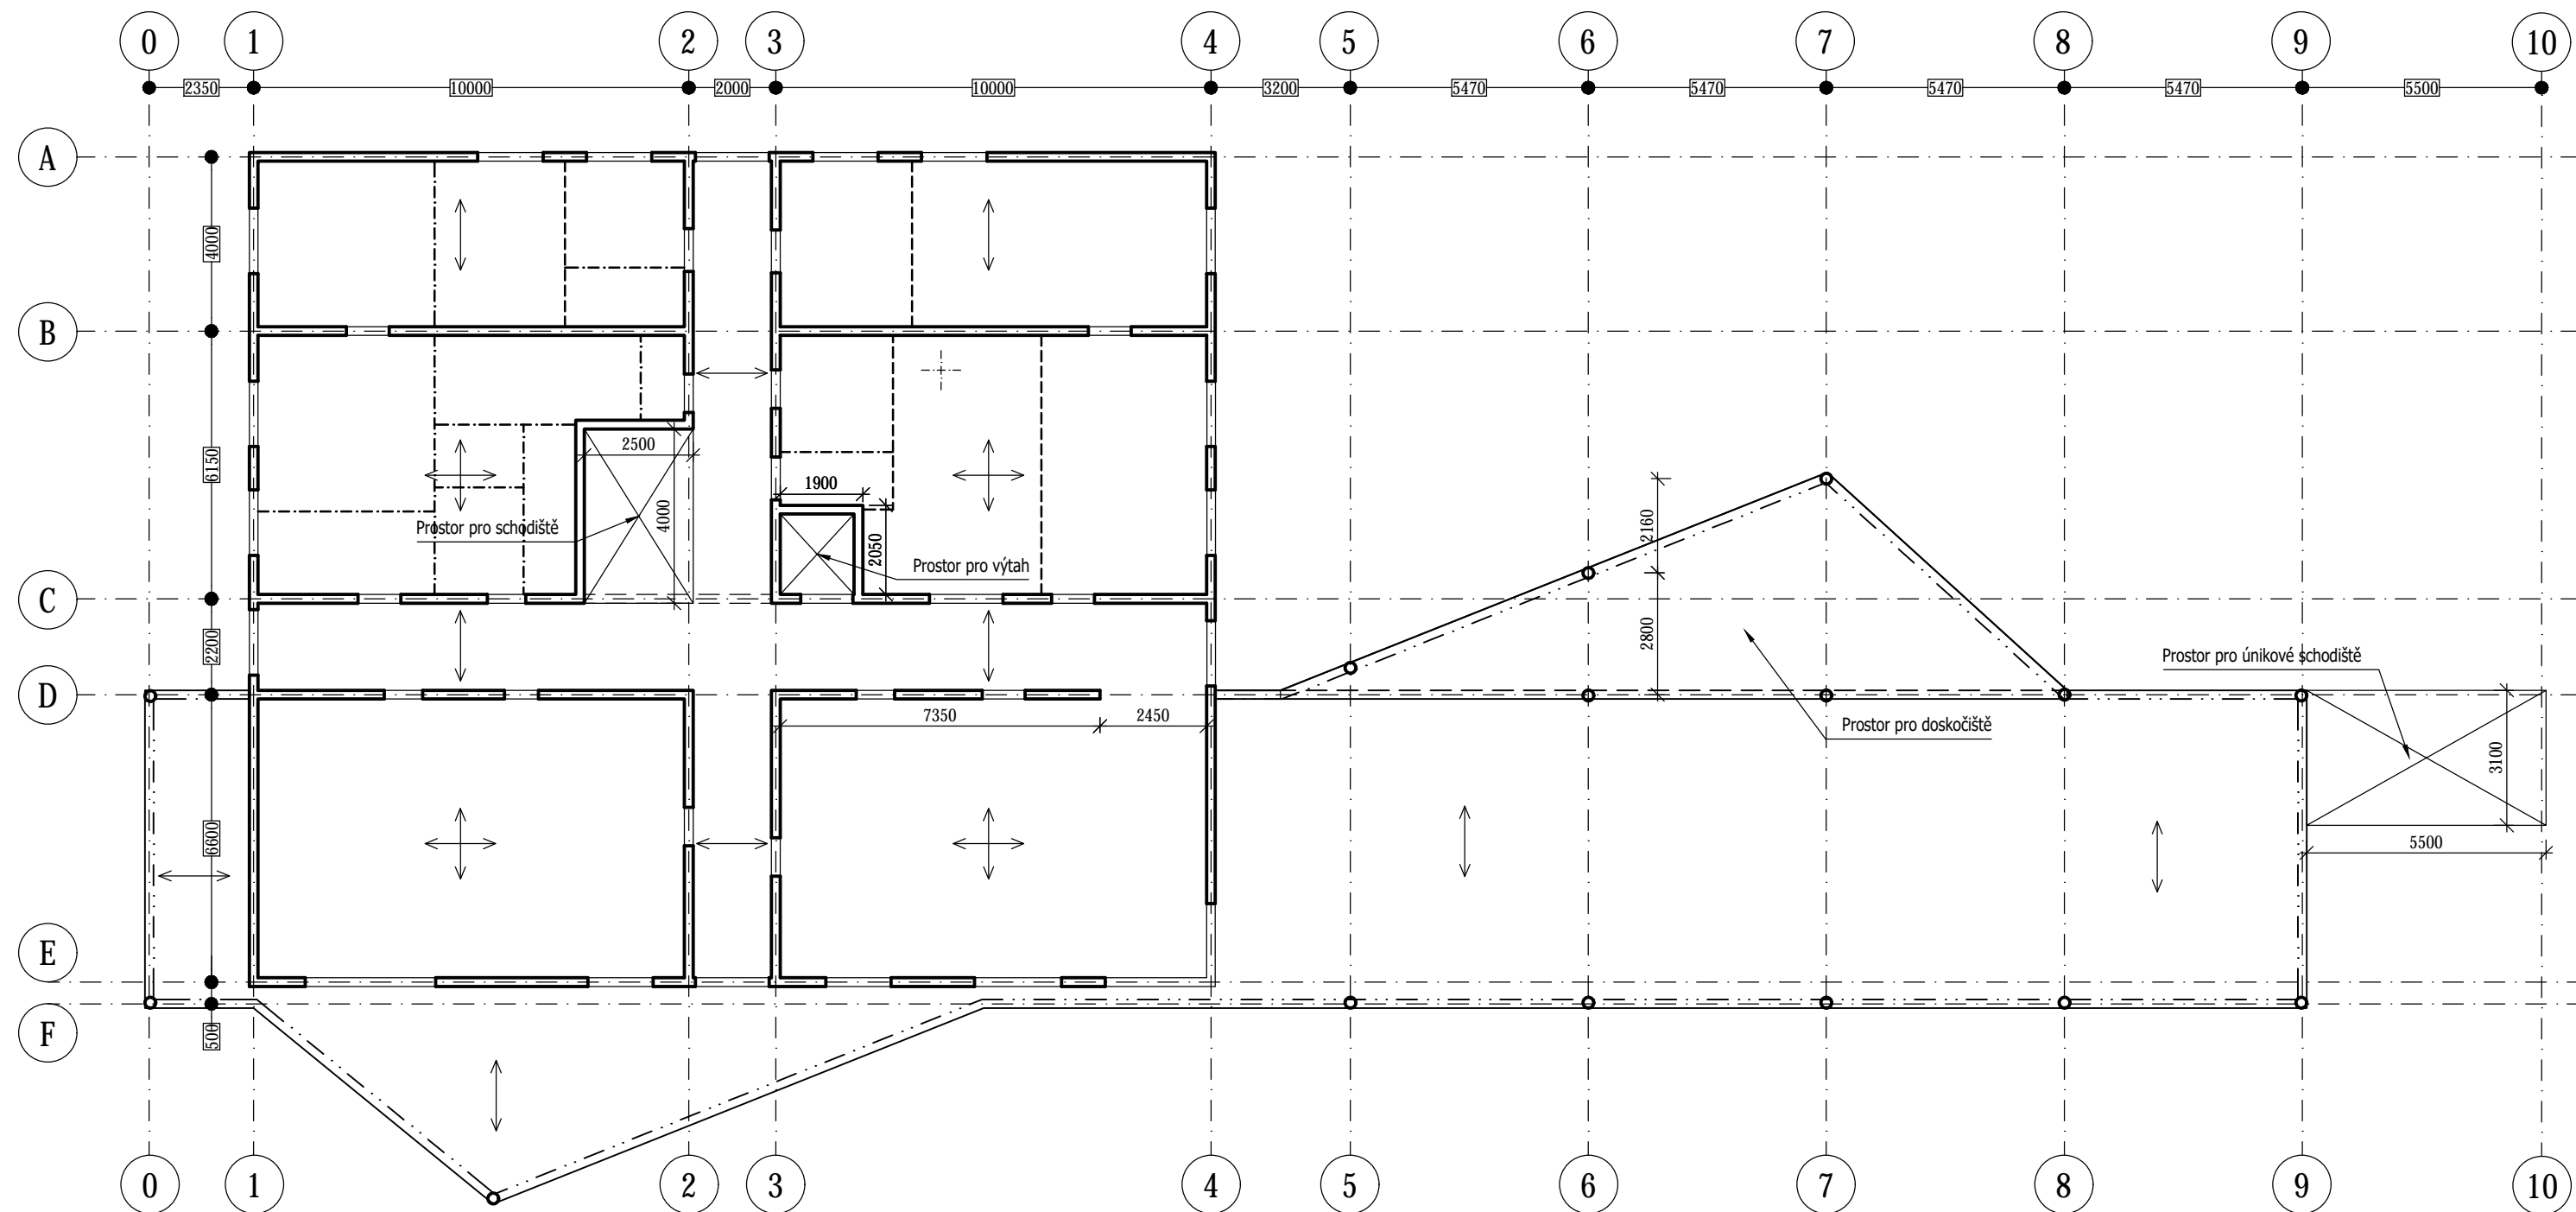 0 1 2 3 4 5 6 7 8 9 10
2350 10000 2000 10000 3200 5470 5470 5470 5470 5500
A
4000
B
6150
2500
4000
1900
2050
Prostor pro schodiště
Prostor pro výtah
2160
2800
C
2200
Prostor pro únikové schodiště
D
7350 2450
Prostor pro doskočiště
3100
5500
6600
E
F
500
0 1 2 3 4 5 6 7 8 9 10